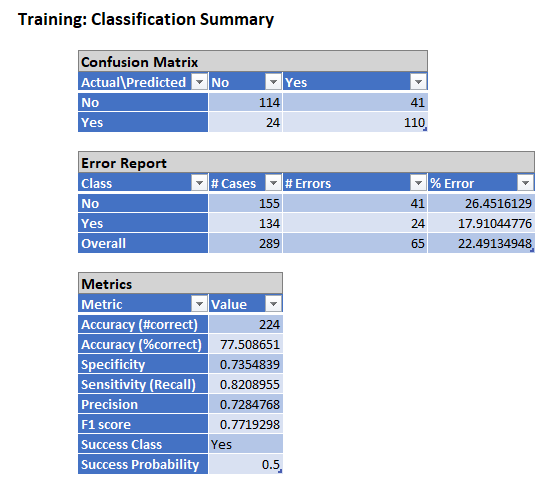 Training: Classification Summary
Confusion Matrix
Actual\Predicted No Yes
No 114 41
Yes 24 110
Error Report
Class # Cases # Errors % Error
No 155 41 26.4516129
Yes 134 24 17.91044776
Overall 289 65 22.49134948
Metrics
Metric Value
Accuracy (#correct) 224
Accuracy (%correct) 77.508651
Specificity 0.7354839
Sensitivity (Recall) 0.8208955
Precision 0.7284768
F1 score 0.7719298
Success Class Yes
Success Probability 0.5